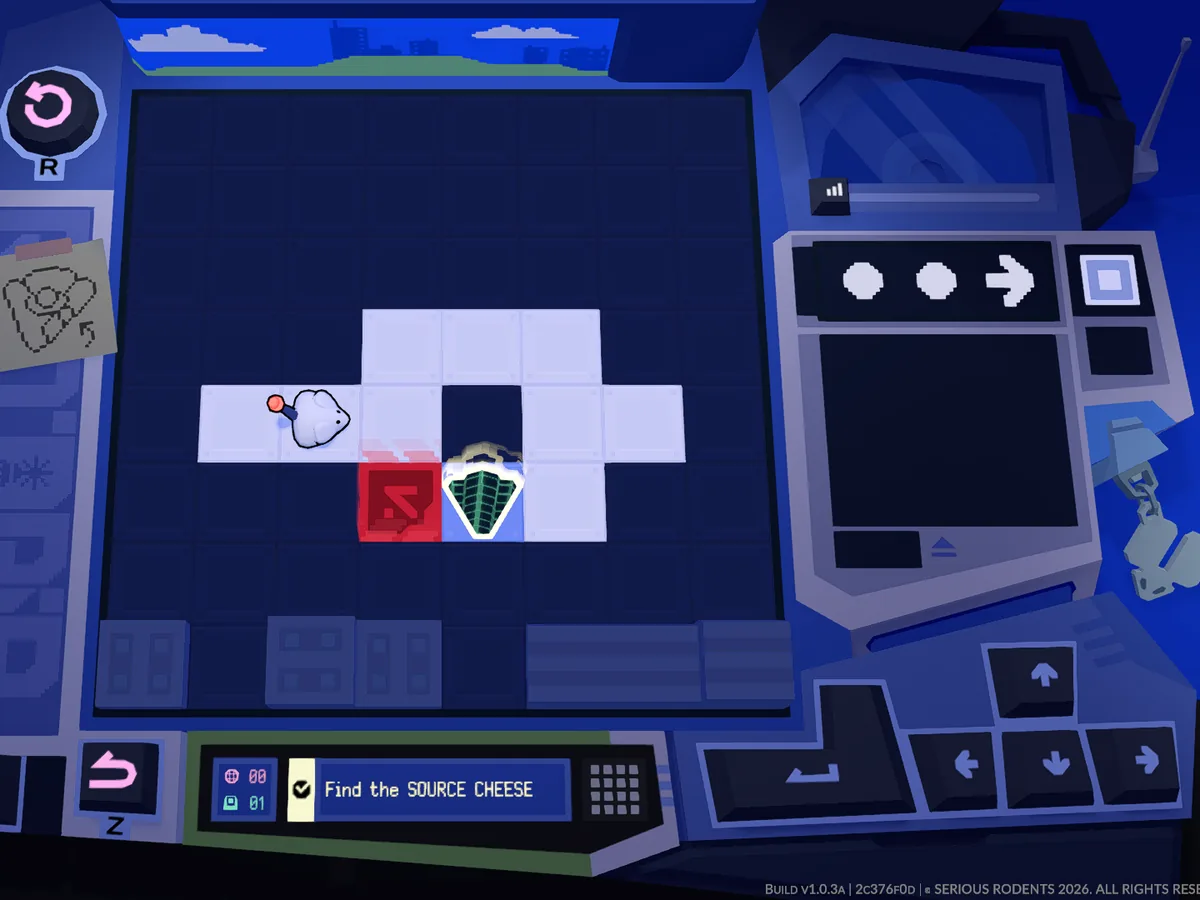 R
00
01
Find the SOURCE CHEESE
Z
BUILD V1.0.3A | 2C376F0D | © SERIOUS RODENTS 2026. ALL RIGHTS RESE